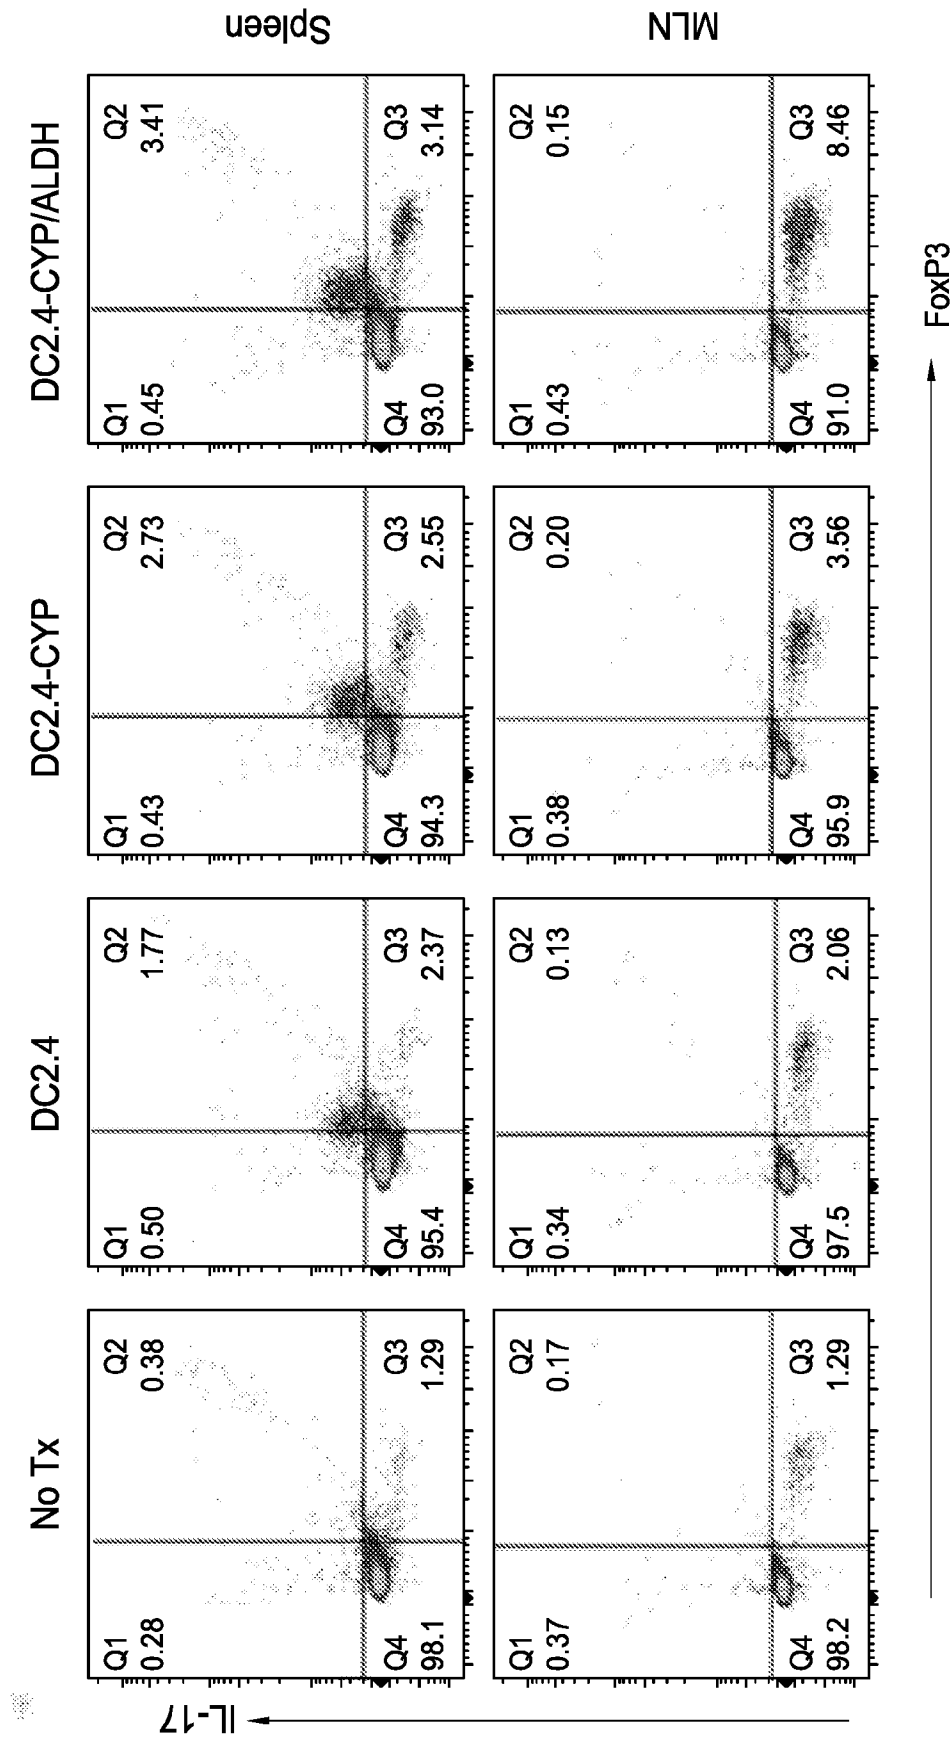 No Tx
DC2.4
DC2.4-CYP
DC2.4-CYP/ALDH
Q1
0.28
Q2
0.38
Q4
98.1
Q3
1.29
Q1
0.50
Q2
1.77
Q4
95.4
Q3
2.37
Q1
0.43
Q2
2.73
Q4
94.3
Q3
2.55
Q1
0.45
Q2
3.41
Q4
93.0
Q3
3.14
Spleen
Q1
0.37
Q2
0.17
Q4
98.2
Q3
1.29
Q1
0.34
Q2
0.13
Q4
97.5
Q3
2.06
Q1
0.38
Q2
0.20
Q4
95.9
Q3
3.56
Q1
0.43
Q2
0.15
Q4
91.0
Q3
8.46
MLN
IL-17
FoxP3